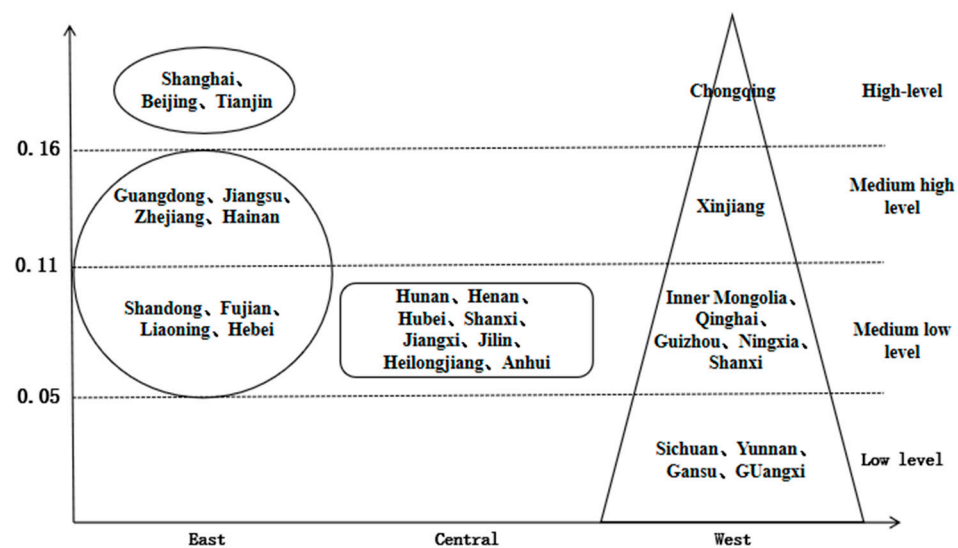 Shanghai、
Beijing、Tianjin
Chongqing
High-level
0.16
Guangdong、Jiangsu、
Zhejiang、Hainan
Xinjiang
Medium high
level
0.11
Shandong、Fujian、
Liaoning、Hebei
Hunan、Henan、
Hubei、Shanxi、
Jiangxi、Jilin、
Heilongjiang、Anhui
Inner Mongolia、
Qinghai、
Guizhou、Ningxia、
Shanxi
Medium low
level
0.05
Sichuan、Yunnan、
Gansu、GUangxi
Low level
East
Central
West